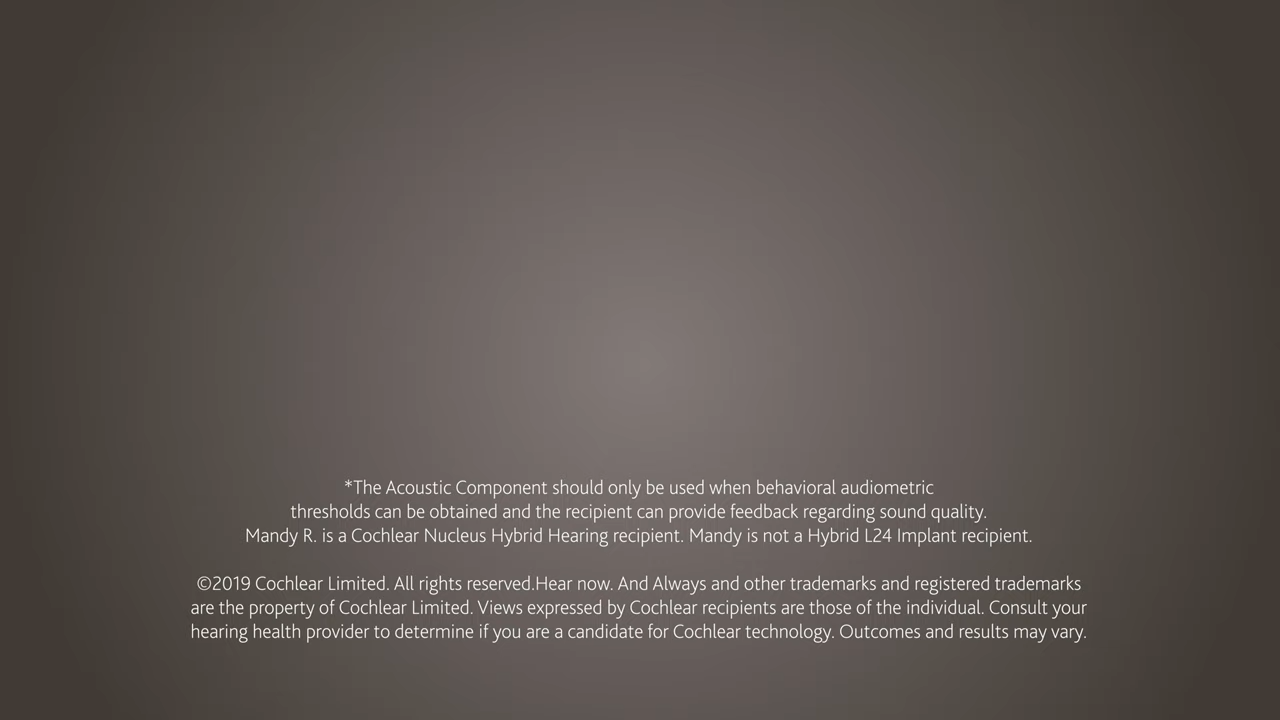 *The Acoustic Component should only be used when behavioral audiometric
thresholds can be obtained and the recipient can provide feedback regarding sound quality.
Mandy R. is a Cochlear Nucleus Hybrid Hearing recipient. Mandy is not a Hybrid L24 Implant recipient.
©2019 Cochlear Limited. All rights reserved.Hear now. And Always and other trademarks and registered trademarks
are the property of Cochlear Limited. Views expressed by Cochlear recipients are those of the individual. Consult your
hearing health provider to determine if you are a candidate for Cochlear technology. Outcomes and results may vary.